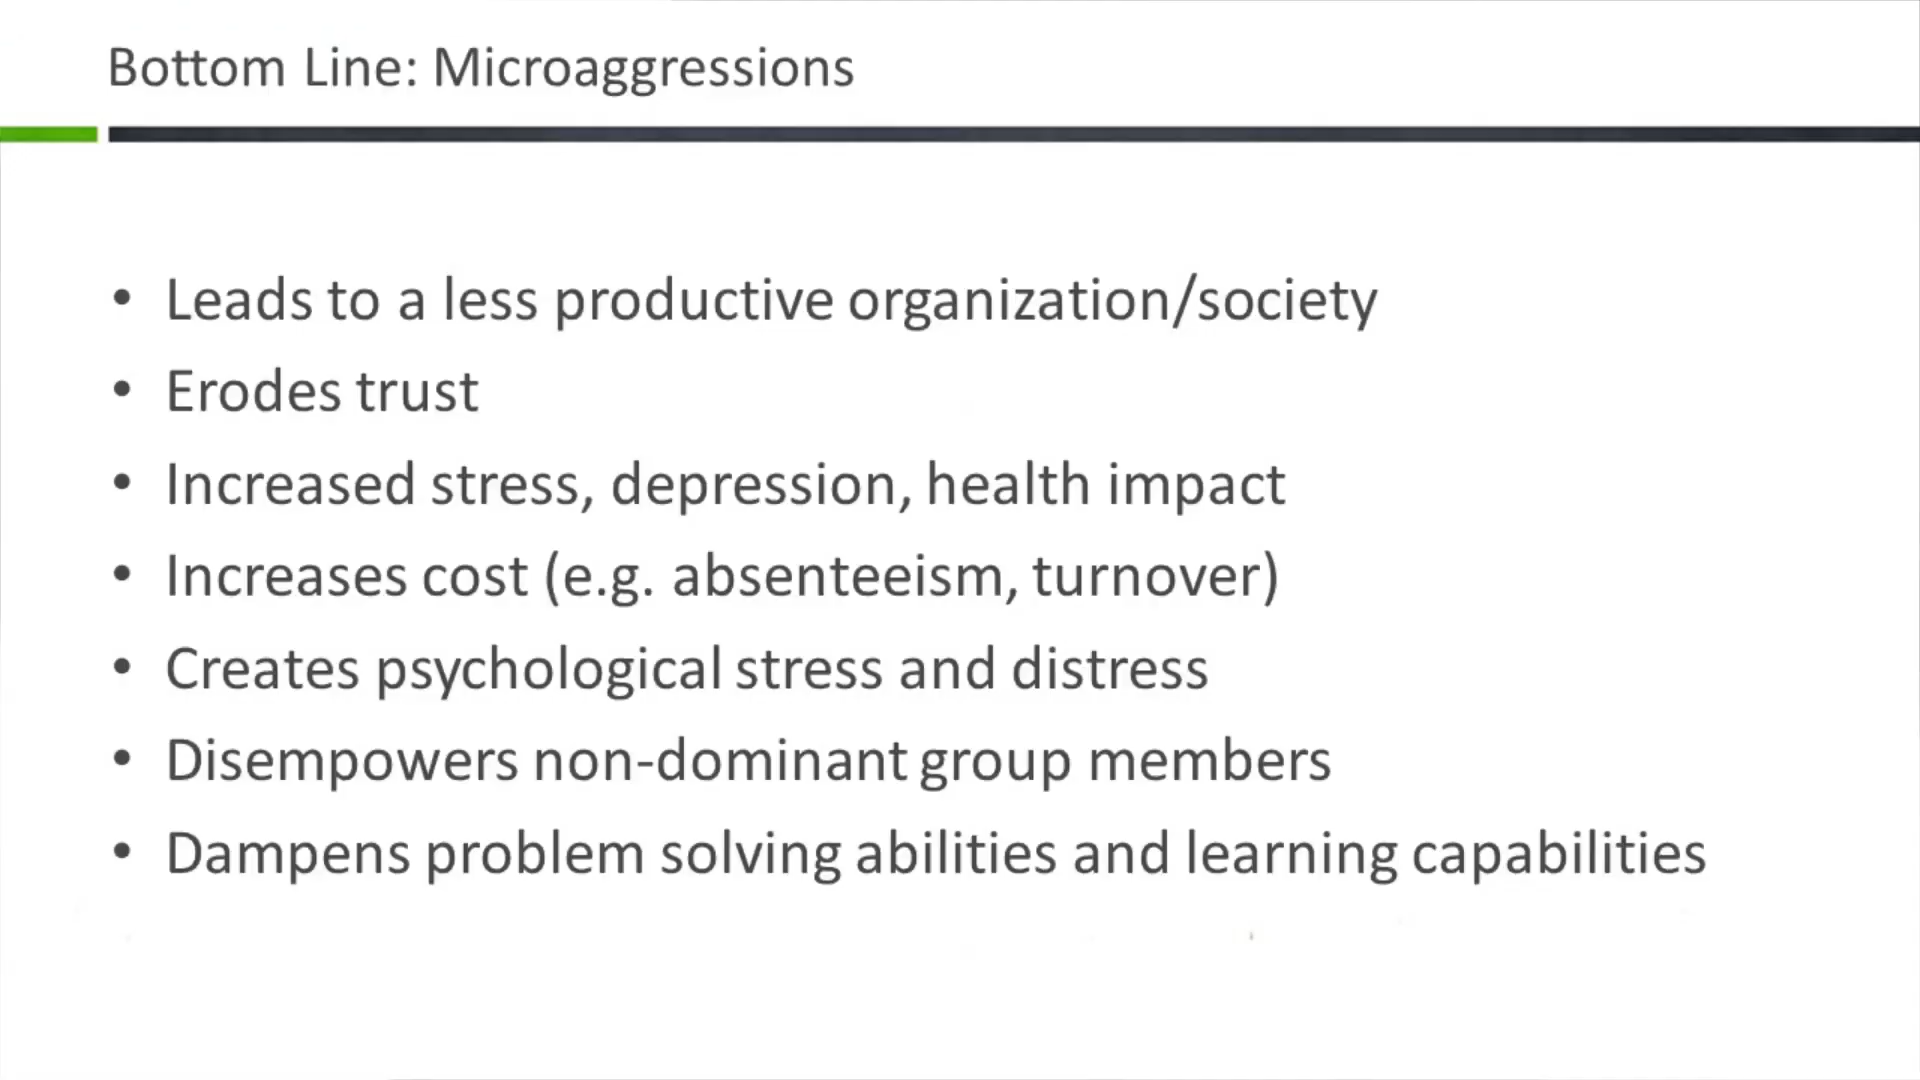 Bottom Line: Microaggressions
• Leads to a less productive organization/society
• Erodes trust
• Increased stress, depression, health impact
• Increases cost (e.g. absenteeism, turnover)
• Creates psychological stress and distress
• Disempowers non-dominant group members
• Dampens problem solving abilities and learning capabilities